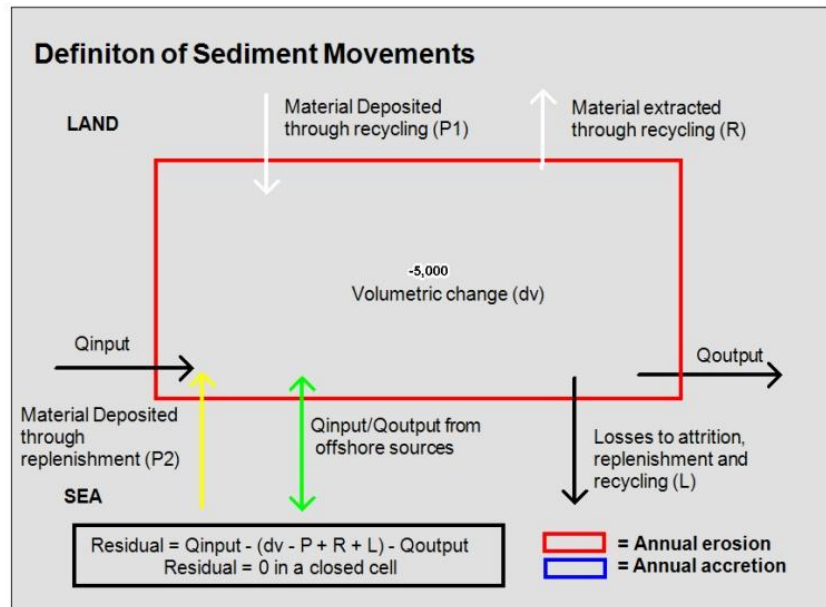 Definiton of Sediment Movements
LAND
Material Deposited
through recycling (P1)
Material extracted
through recycling (R)
-5,000
Volumetric change (dv)
Qinput
Qoutput
Material Deposited
through
replenishment (P2)
Qinput/Qoutput from
offshore sources
Losses to attrition,
replenishment and
recycling (L)
SEA
Residual = Qinput - (dv - P + R + L) - Qoutput
Residual = 0 in a closed cell
= Annual erosion
= Annual accretion